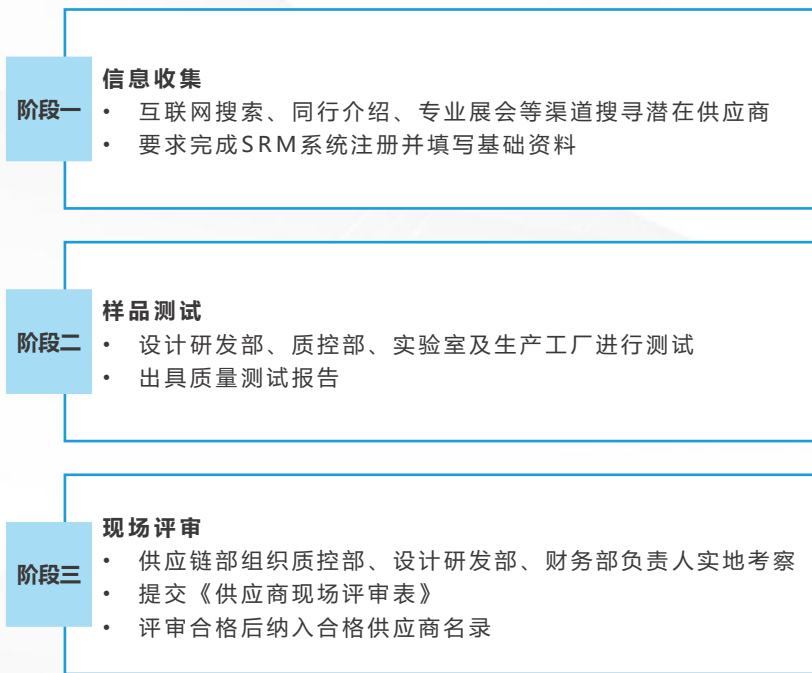 阶段一
信息收集
• 互联网搜索、同行介绍、专业展会等渠道搜寻潜在供应商
• 要求完成SRM系统注册并填写基础资料
阶段二
样品测试
• 设计研发部、质控部、实验室及生产工厂进行测试
• 出具质量测试报告
阶段三
现场评审
• 供应链部组织质控部、设计研发部、财务部负责人实地考察
• 提交《供应商现场评审表》
• 评审合格后纳入合格供应商名录